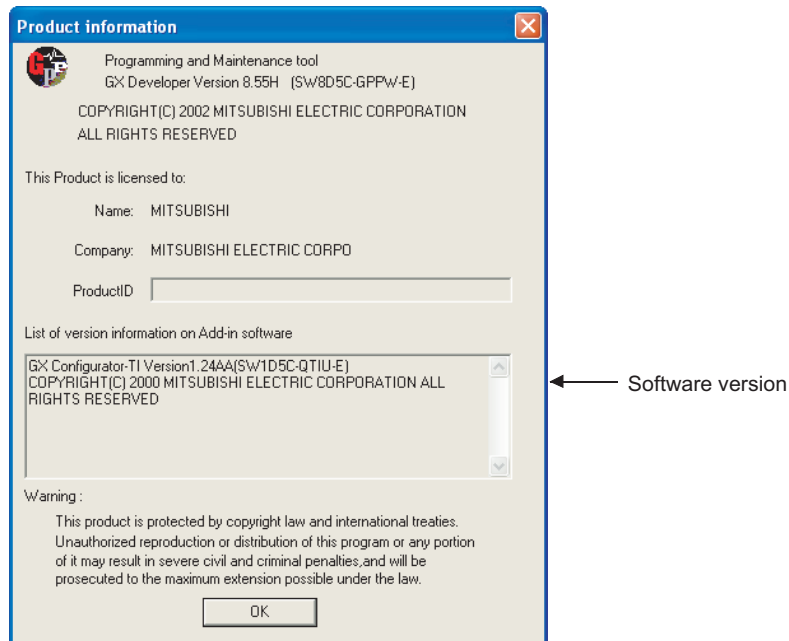 Product information
GPP
Programming and Maintenance tool
GX Developer Version 8.55H (SW8D5C-GPPW-E)
COPYRIGHT(C) 2002 MITSUBISHI ELECTRIC CORPORATION
ALL RIGHTS RESERVED
This Product is licensed to:
Name: MITSUBISHI
Company: MITSUBISHI ELECTRIC CORPO
ProductID
List of version information on Add-in software
GX Configurator-TI Version1.24AA(SW1D5C-QTIU-E)
COPYRIGHT(C) 2000 MITSUBISHI ELECTRIC CORPORATION ALL
RIGHTS RESERVED
Software version
Warning :
This product is protected by copyright law and international treaties.
Unauthorized reproduction or distribution of this program or any portion
of it may result in severe civil and criminal penalties,and will be
prosecuted to the maximum extension possible under the law.
OK